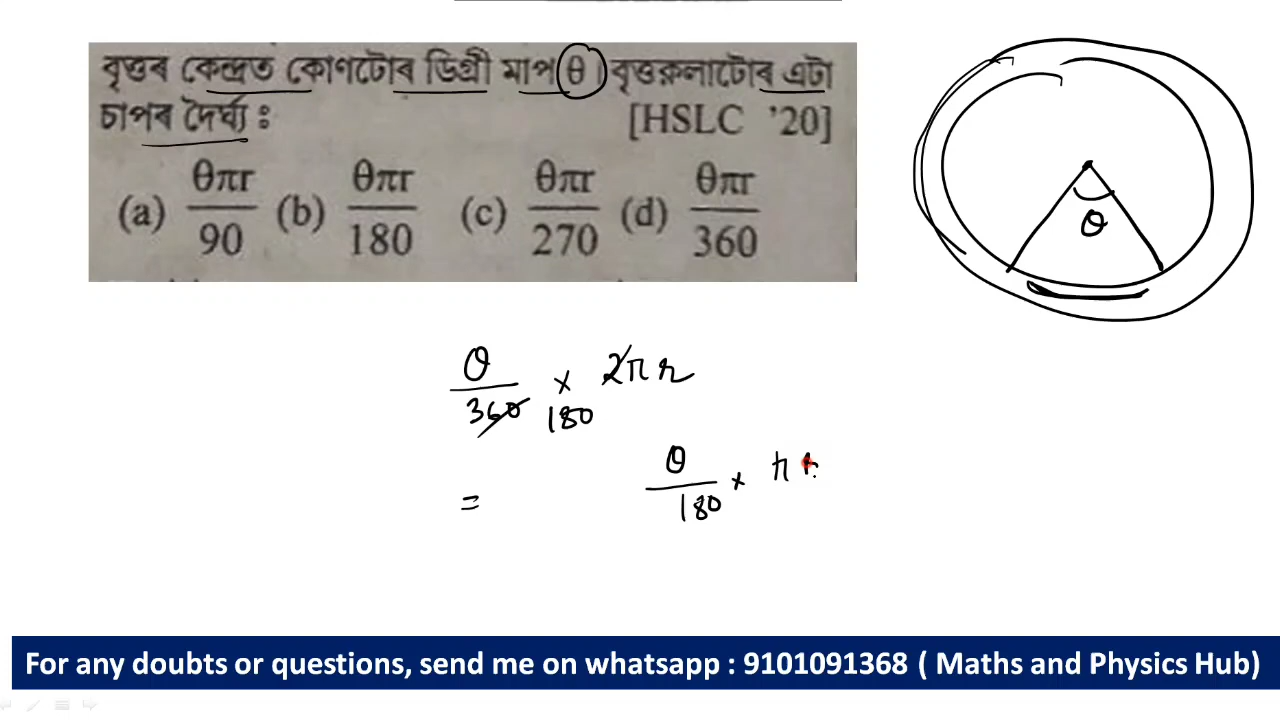 বৃত্তৰ কেন্দ্ৰত কোণটোৰ ডিগ্ৰী মাপ θ। বৃত্তকলাটোৰ এটা
চাপৰ দৈৰ্ঘ্য ঃ [HSLC '20]
(a) θπr/90 (b) θπr/180 (c) θπr/270 (d) θπr/360
θ
θ/360 × 2πr
180
= θ/180 × πr
For any doubts or questions, send me on whatsapp : 9101091368 ( Maths and Physics Hub)